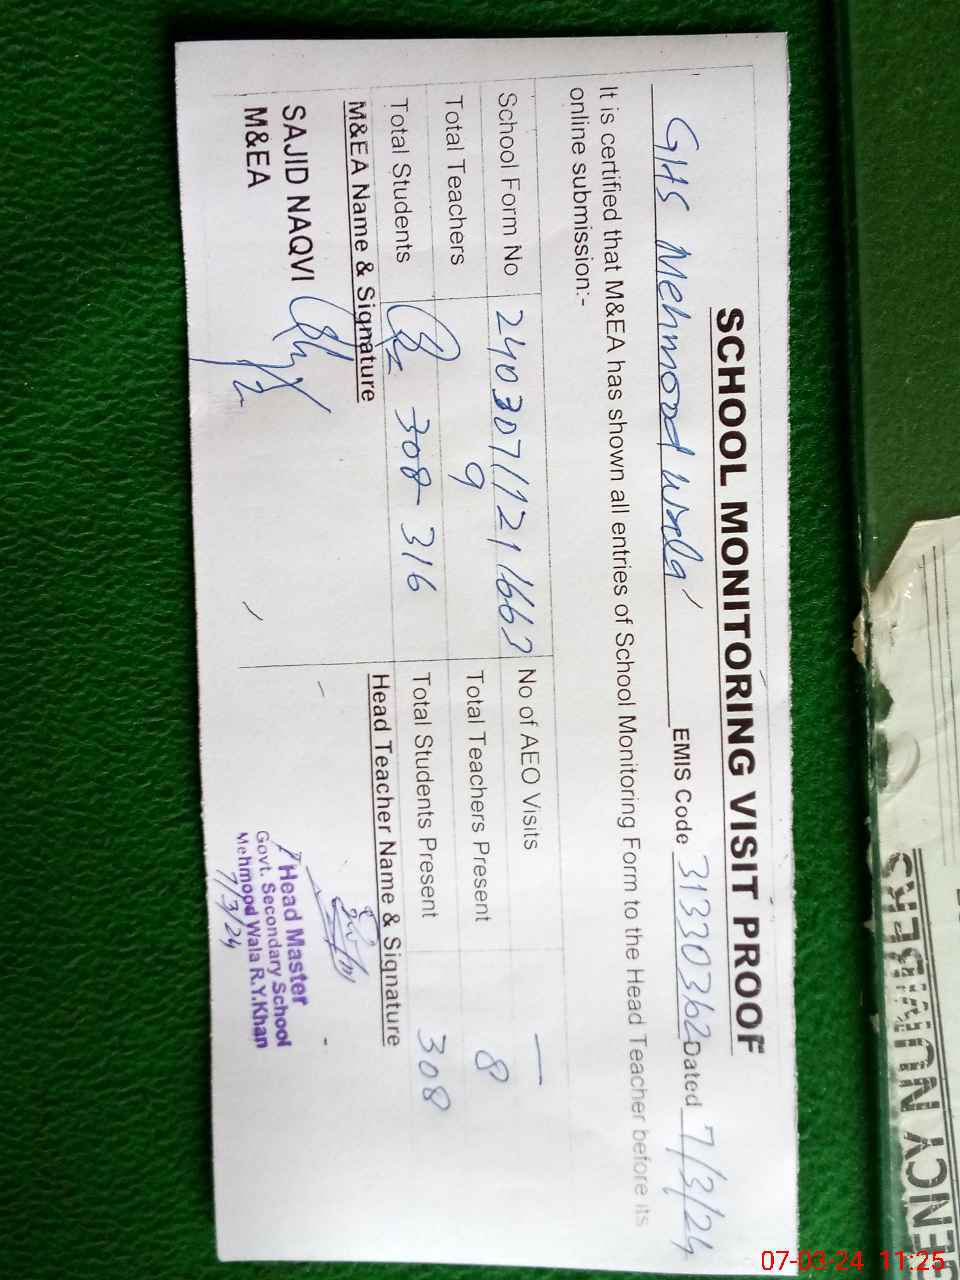 SCHOOL MONITORING VISIT PROOF
GHS Mehmood Wala EMIS Code 31330362 Dated 7/3/24
It is certified that M&EA has shown all entries of School Monitoring Form to the Head Teacher before its
online submission:-
School Form No 24030711211663 No of AEO Visits —
Total Teachers 9 Total Teachers Present 8
Total Students 308 316 Total Students Present 308
M&EA Name & Signature Head Teacher Name & Signature
SAJID NAQVI
M&EA
Head Master
Govt. Secondary School
Mehmood Wala R.Y.Khan
7/3/24
ENCY NUMBERS
07-03-24 11:25